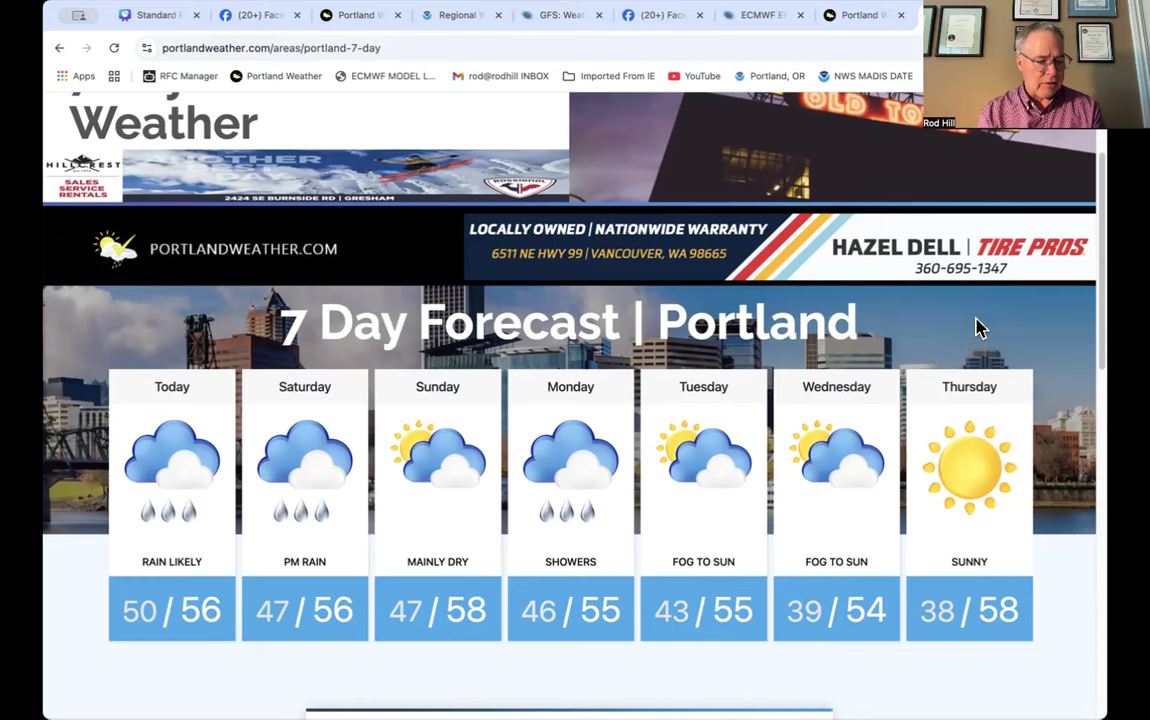 Standard
(20+) Face
Portland W
Regional W
GFS: Weat
(20+) Face
ECMWF E
Portland W
portlandweather.com/areas/portland-7-day
Apps
RFC Manager
Portland Weather
ECMWF MODEL L...
rod@rodhill INBOX
Imported From IE
YouTube
Portland, OR
NWS MADIS DATE
Rod Hill
Weather
OLD TO
HILLCREST
SALES
SERVICE
RENTALS
ROSSIGNOL
2424 SE BURNSIDE RD | GRESHAM
PORTLANDWEATHER.COM
LOCALLY OWNED | NATIONWIDE WARRANTY
6511 NE HWY 99 | VANCOUVER, WA 98665
HAZEL DELL | TIRE PROS
360-695-1347
7 Day Forecast | Portland
Today
Saturday
Sunday
Monday
Tuesday
Wednesday
Thursday
RAIN LIKELY
PM RAIN
MAINLY DRY
SHOWERS
FOG TO SUN
FOG TO SUN
SUNNY
50 / 56
47 / 56
47 / 58
46 / 55
43 / 55
39 / 54
38 / 58